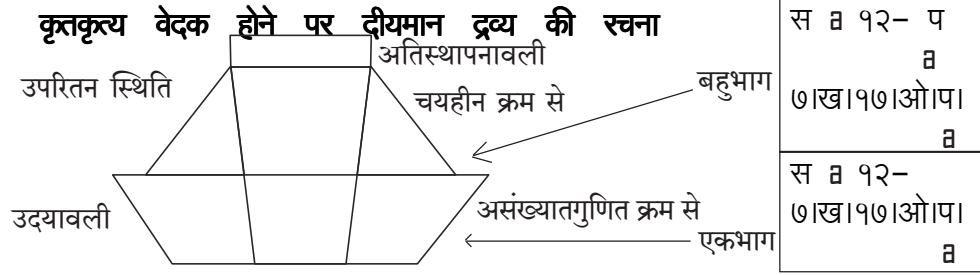 कृतकृत्य वेदक होने पर दीयमान द्रव्य की रचना
अतिस्थापनावली
उपरितन स्थिति
चयहीन क्रम से
बहुभाग
उदयावली
असंख्यातगुणित क्रम से
एकभाग
स a १२– प
a
७।ख।१७।ओ।प।
a
स a १२–
७।ख।१७।ओ।प।
a